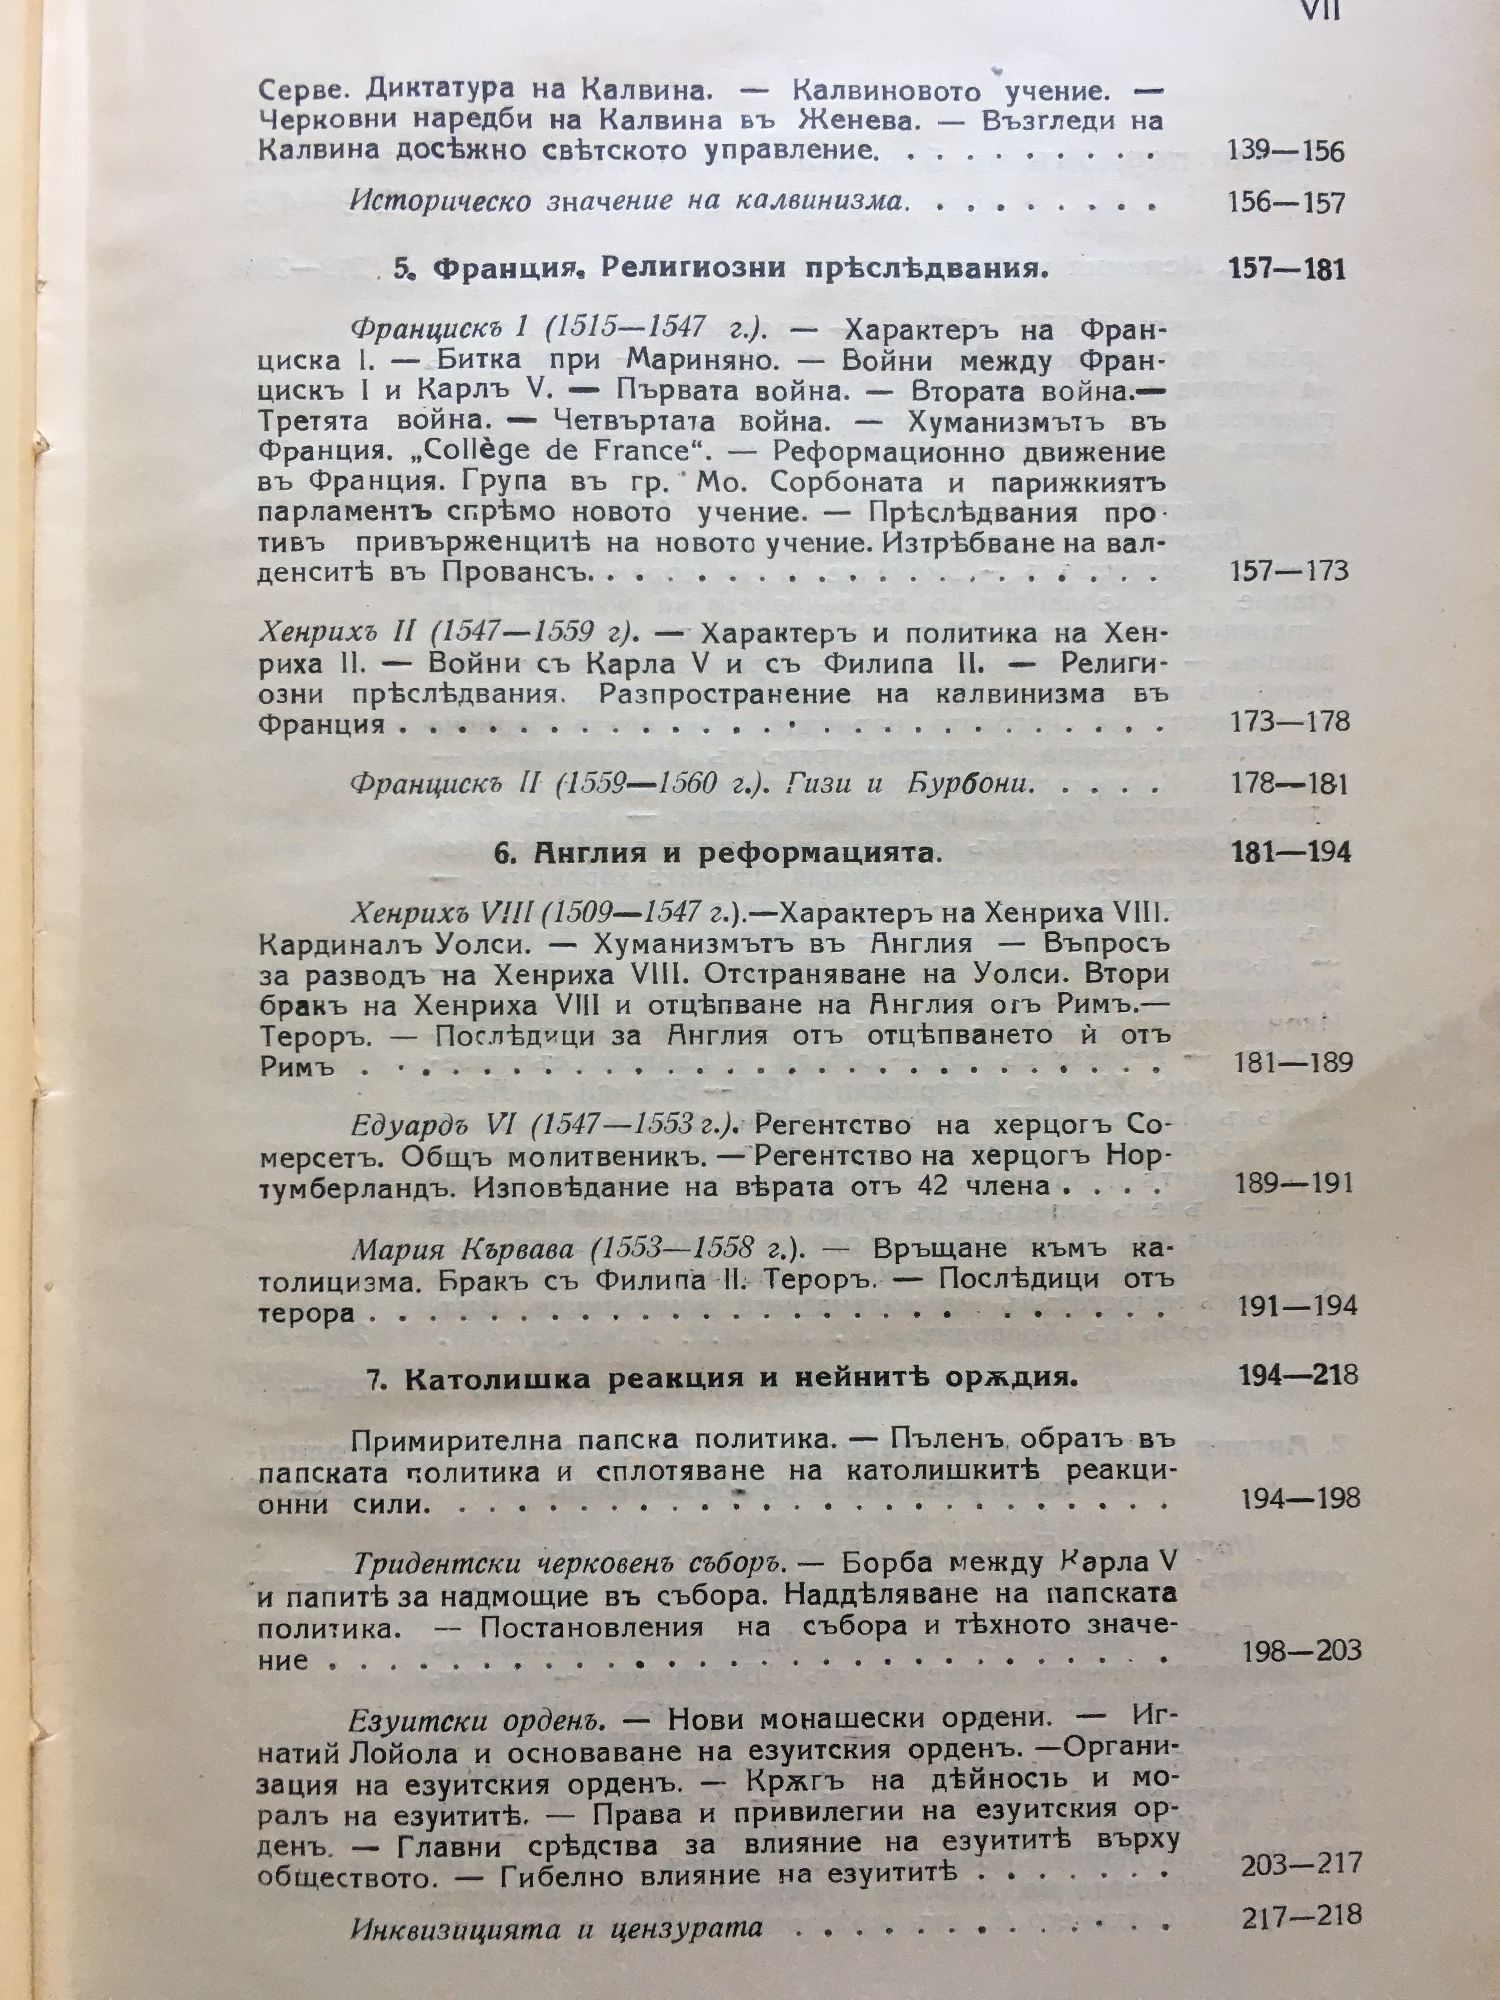 VII
Серве. Диктатура на Калвина. — Калвиновото учение. —
Черковни наредби на Калвина въ Женева. — Възгледи на
Калвина досѣжно свѣтското управление. . . . . . . . . . 139—156
Историческо значение на калвинизма. . . . . . . . . 156—157
5. Франция. Религиозни прѣслѣдвания. 157—181
Францискъ I (1515—1547 г.). — Характеръ на Фран-
циска I. — Битка при Мариняно. — Войни между Фран-
цискъ I и Карлъ V. — Първата война. — Втората война.—
Третята война. — Четвъртата война. — Хуманизмътъ въ
Франция. „Collège de France“. — Реформационно движение
въ Франция. Група въ гр. Мо. Сорбоната и парижкиятъ
парламентъ спрѣмо новото учение. — Прѣслѣдвания про-
тивъ привърженцитѣ на новото учение. Изтрѣбване на вал-
денситѣ въ Провансъ. . . . . . . . . . . . . . . . . . . . 157—173
Хенрихъ II (1547—1559 г). — Характеръ и политика на Хен-
риха II. — Войни съ Карла V и съ Филипа II. — Религи-
озни прѣслѣдвания. Разпространение на калвинизма въ
Франция . . . . . . . . . . . . . . . . . . . . . . . . . . 173—178
Францискъ II (1559—1560 г.). Гизи и Бурбони. . . . . 178—181
6. Англия и реформацията. 181—194
Хенрихъ VIII (1509—1547 г.).—Характеръ на Хенриха VIII.
Кардиналъ Уолси. — Хуманизмътъ въ Англия — Въпросъ
за разводъ на Хенриха VIII. Отстраняване на Уолси. Втори
бракъ на Хенриха VIII и отцѣпване на Англия отъ Римъ.—
Тероръ. — Послѣдици за Англия отъ отцѣпването ѝ отъ
Римъ . . . . . . . . . . . . . . . . . . . . . . . . . . . 181—189
Едуардъ VI (1547—1553 г.). Регентство на херцогъ Со-
мерсетъ. Общъ молитвеникъ. — Регентство на херцогъ Нор-
тумберландъ. Изповѣдание на вѣрата отъ 42 члена . . . . 189—191
Мария Кървава (1553—1558 г.). — Връщане къмъ ка-
толицизма. Бракъ съ Филипа II. Тероръ. — Послѣдици отъ
терора . . . . . . . . . . . . . . . . . . . . . . . . . . . 191—194
7. Католишка реакция и нейнитѣ орѫдия. 194—218
Примирителна папска политика. — Пъленъ обратъ въ
папската политика и сплотяване на католишкитѣ реакци-
онни сили. . . . . . . . . . . . . . . . . . . . . . . . . . 194—198
Тридентски черковенъ съборъ. — Борба между Карла V
и папитѣ за надмощие въ събора. Наддѣляване на папската
политика. — Постановления на събора и тѣхното значе-
ние . . . . . . . . . . . . . . . . . . . . . . . . . . . . 198—203
Езуитски орденъ. — Нови монашески ордени. — Иг-
натий Лойола и основаване на езуитския орденъ. —Органи-
зация на езуитския орденъ. — Крѫгъ на дѣйность и мо-
ралъ на езуититѣ. — Права и привилегии на езуитския ор-
денъ. — Главни срѣдства за влияние на езуититѣ върху
обществото. — Гибелно влияние на езуититѣ . . . . . . . 203—217
Инквизицията и цензурата . . . . . . . . . . . . . 217—218